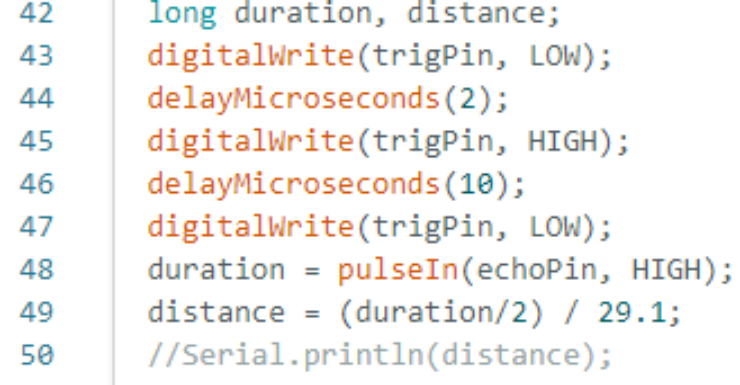 42 long duration, distance;
43 digitalWrite(trigPin, LOW);
44 delayMicroseconds(2);
45 digitalWrite(trigPin, HIGH);
46 delayMicroseconds(10);
47 digitalWrite(trigPin, LOW);
48 duration = pulseIn(echoPin, HIGH);
49 distance = (duration/2) / 29.1;
50 //Serial.println(distance);